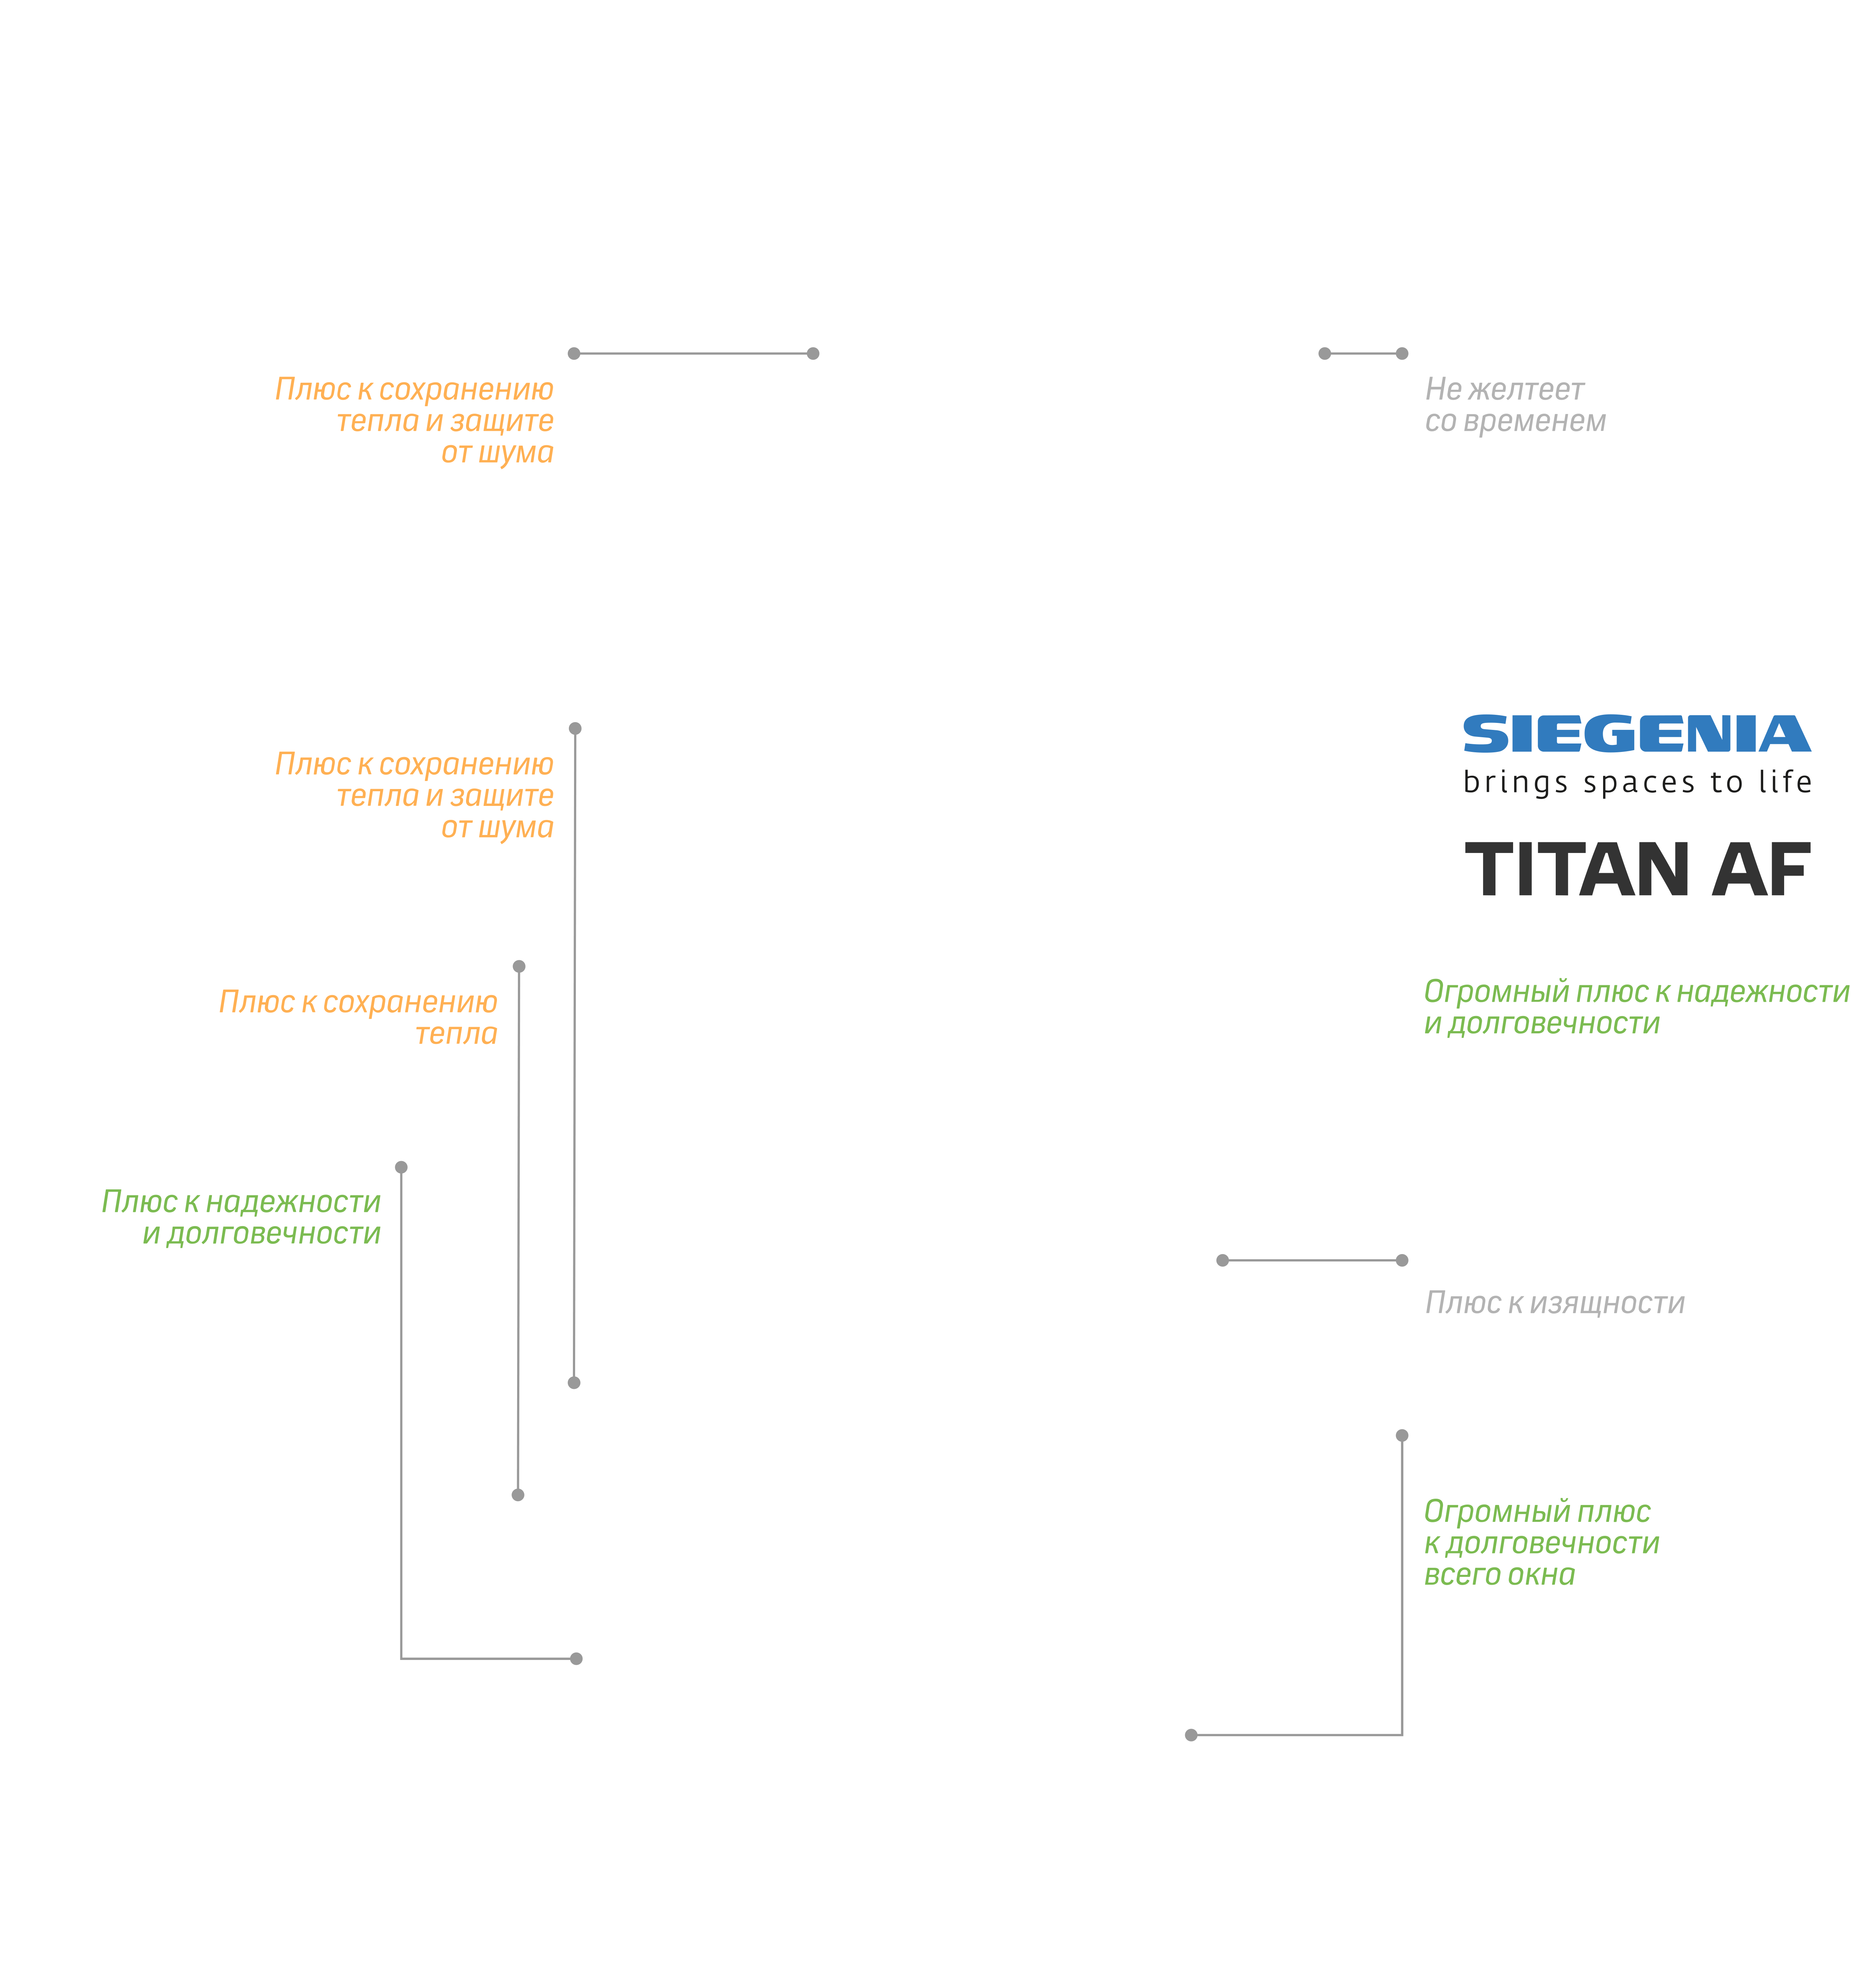 Плюс к сохранению
тепла и защите
от шума
Не желтеет
со временем
Плюс к сохранению
тепла и защите
от шума
SIEGENIA
brings spaces to life
TITAN AF
Плюс к сохранению
тепла
Огромный плюс к надежности
и долговечности
Плюс к надежности
и долговечности
Плюс к изящности
Огромный плюс
к долговечности
всего окна